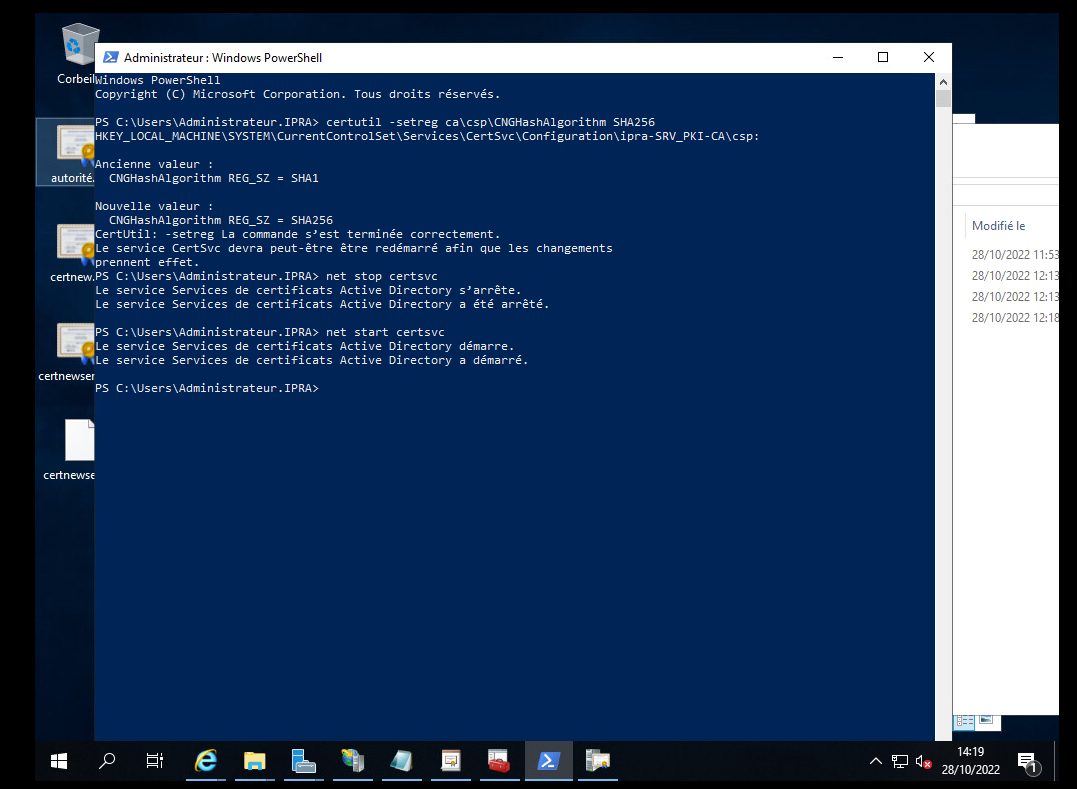 Administrateur : Windows PowerShell
Corbeil
Windows PowerShell
Copyright (C) Microsoft Corporation. Tous droits réservés.
PS C:\Users\Administrateur.IPRA> certutil -setreg ca\csp\CNGHashAlgorithm SHA256
HKEY_LOCAL_MACHINE\SYSTEM\CurrentControlSet\Services\CertSvc\Configuration\ipra-SRV_PKI-CA\csp:
Ancienne valeur :
CNGHashAlgorithm REG_SZ = SHA1
autorité.
Nouvelle valeur :
CNGHashAlgorithm REG_SZ = SHA256
CertUtil: -setreg La commande s’est terminée correctement.
Le service CertSvc devra peut-être être redémarré afin que les changements
prennent effet.
PS C:\Users\Administrateur.IPRA> net stop certsvc
Le service Services de certificats Active Directory s’arrête.
Le service Services de certificats Active Directory a été arrêté.
certnew.
PS C:\Users\Administrateur.IPRA> net start certsvc
Le service Services de certificats Active Directory démarre.
Le service Services de certificats Active Directory a démarré.
certnewser
PS C:\Users\Administrateur.IPRA>
certnewse
Modifié le
28/10/2022 11:53
28/10/2022 12:13
28/10/2022 12:13
28/10/2022 12:18
14:19
28/10/2022
1